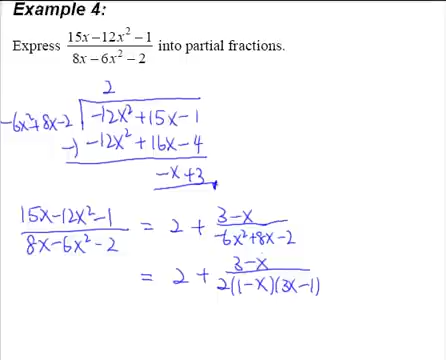 Example 4:
Express (15x − 12x² − 1)/(8x − 6x² − 2) into partial fractions.
2
-6x²+8x-2 ) -12x²+15x-1
-) -12x²+16x-4
-x+3
(15x-12x²-1)/(8x-6x²-2) = 2 + (3-x)/(-6x²+8x-2)
= 2 + (3-x)/(2(1-x)(3x-1))